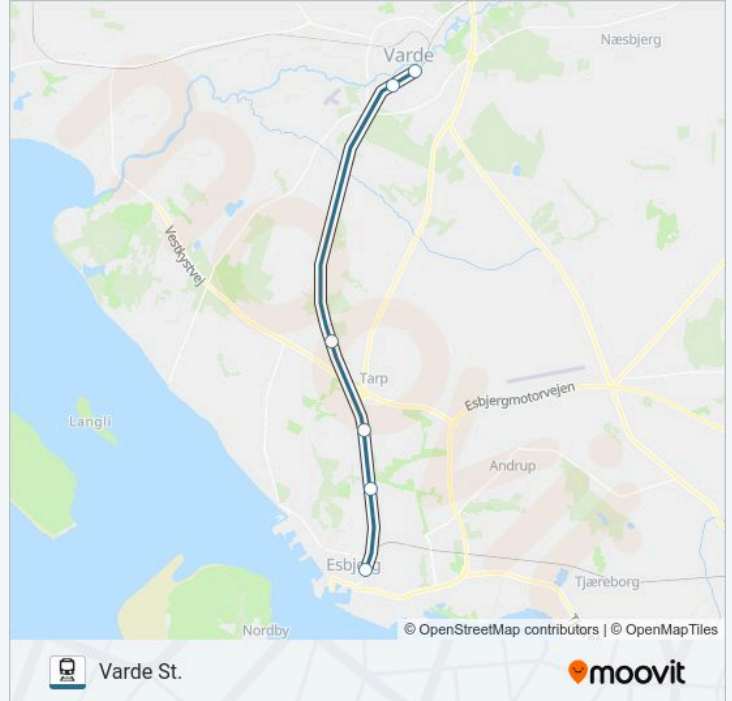 Varde
Næsbjerg
Vestkystvej
Tarp
Esbjergmotorvejen
Langli
Andrup
Esbjerg
Tjæreborg
Nordby
© OpenStreetMap contributors | © OpenMapTiles
Varde St.
moovit